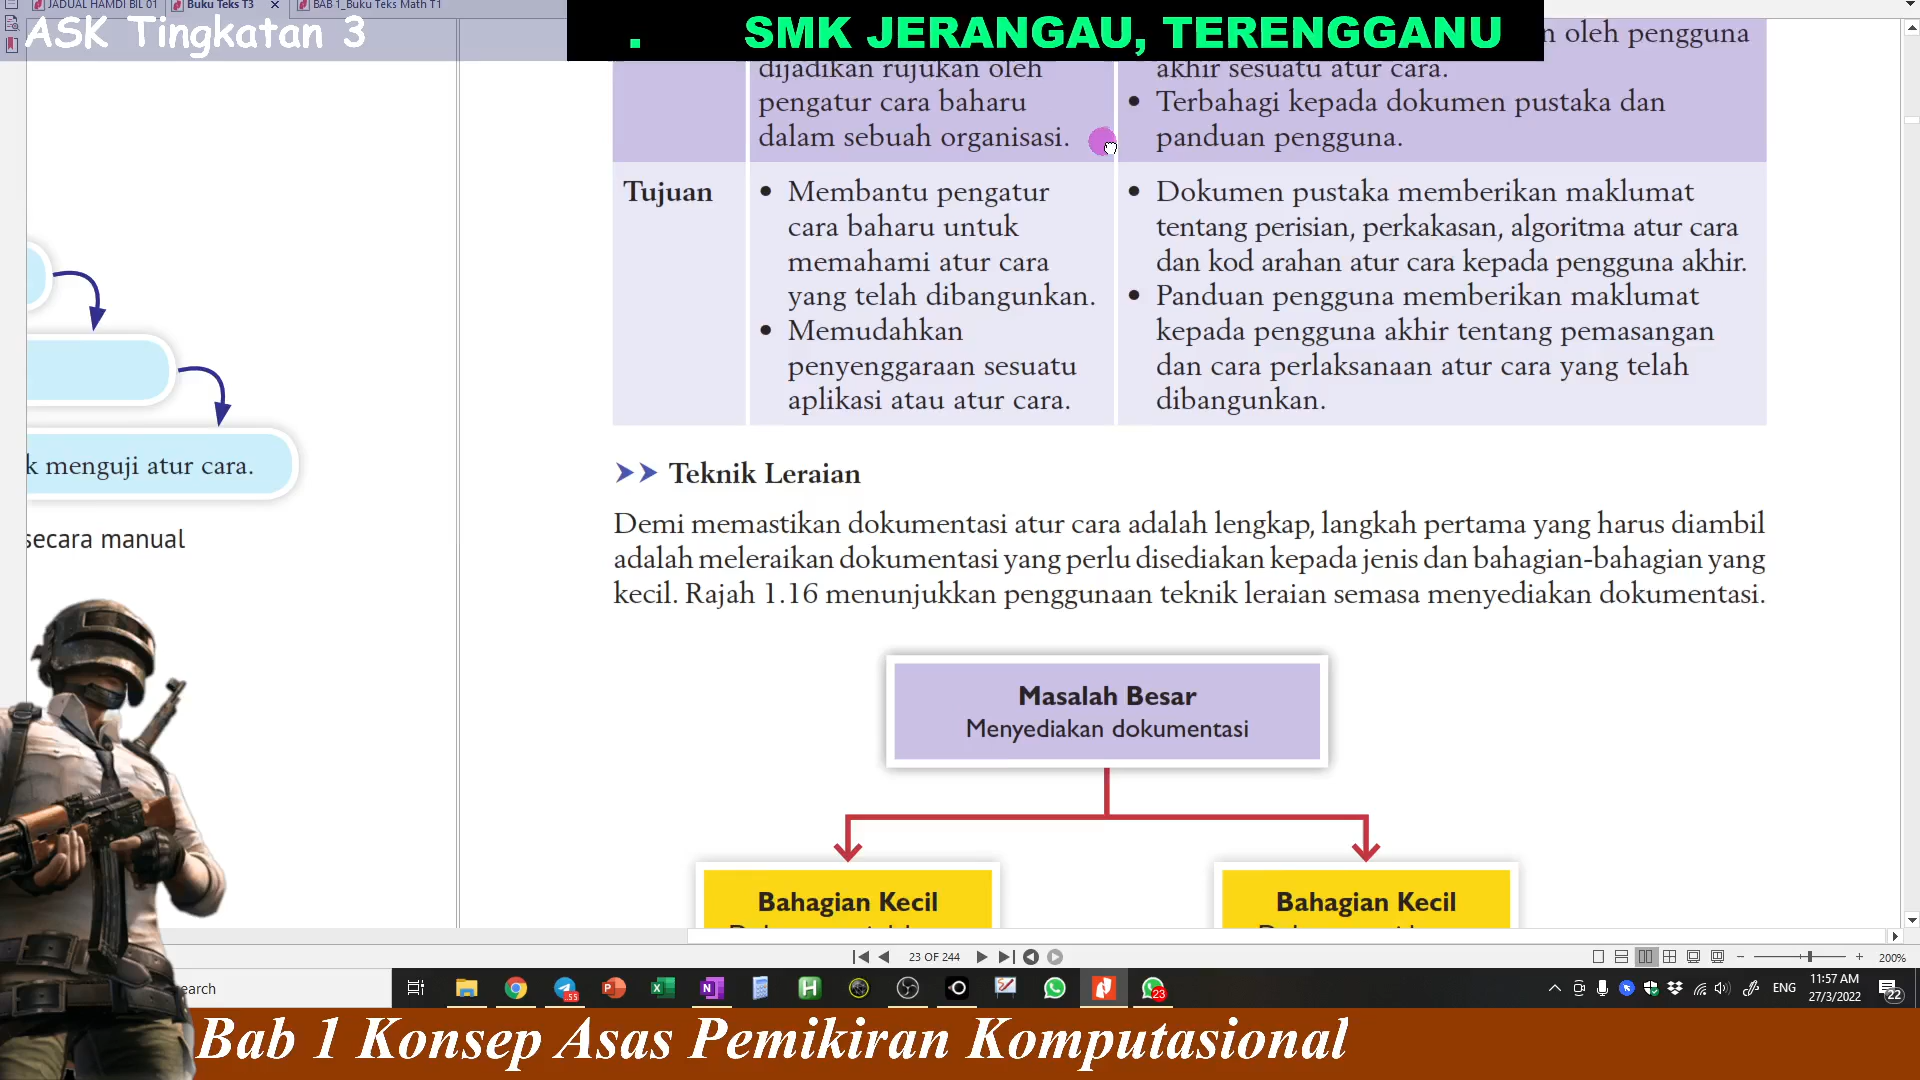 JADUAL HAMDI BIL 01
Buku Teks T3
BAB 1_Buku Teks Math T1
ASK Tingkatan 3
. SMK JERANGAU, TERENGGANU
dijadikan rujukan oleh
pengatur cara baharu
dalam sebuah organisasi.
oleh pengguna
akhir sesuatu atur cara.
• Terbahagi kepada dokumen pustaka dan
panduan pengguna.
Tujuan
• Membantu pengatur
cara baharu untuk
memahami atur cara
yang telah dibangunkan.
• Memudahkan
penyenggaraan sesuatu
aplikasi atau atur cara.
• Dokumen pustaka memberikan maklumat
tentang perisian, perkakasan, algoritma atur cara
dan kod arahan atur cara kepada pengguna akhir.
• Panduan pengguna memberikan maklumat
kepada pengguna akhir tentang pemasangan
dan cara perlaksanaan atur cara yang telah
dibangunkan.
k menguji atur cara.
secara manual
Teknik Leraian
Demi memastikan dokumentasi atur cara adalah lengkap, langkah pertama yang harus diambil
adalah meleraikan dokumentasi yang perlu disediakan kepada jenis dan bahagian-bahagian yang
kecil. Rajah 1.16 menunjukkan penggunaan teknik leraian semasa menyediakan dokumentasi.
Masalah Besar
Menyediakan dokumentasi
Bahagian Kecil
Bahagian Kecil
23 OF 244
200%
earch
55
23
ENG
11:57 AM
27/3/2022
22
Bab 1 Konsep Asas Pemikiran Komputasional